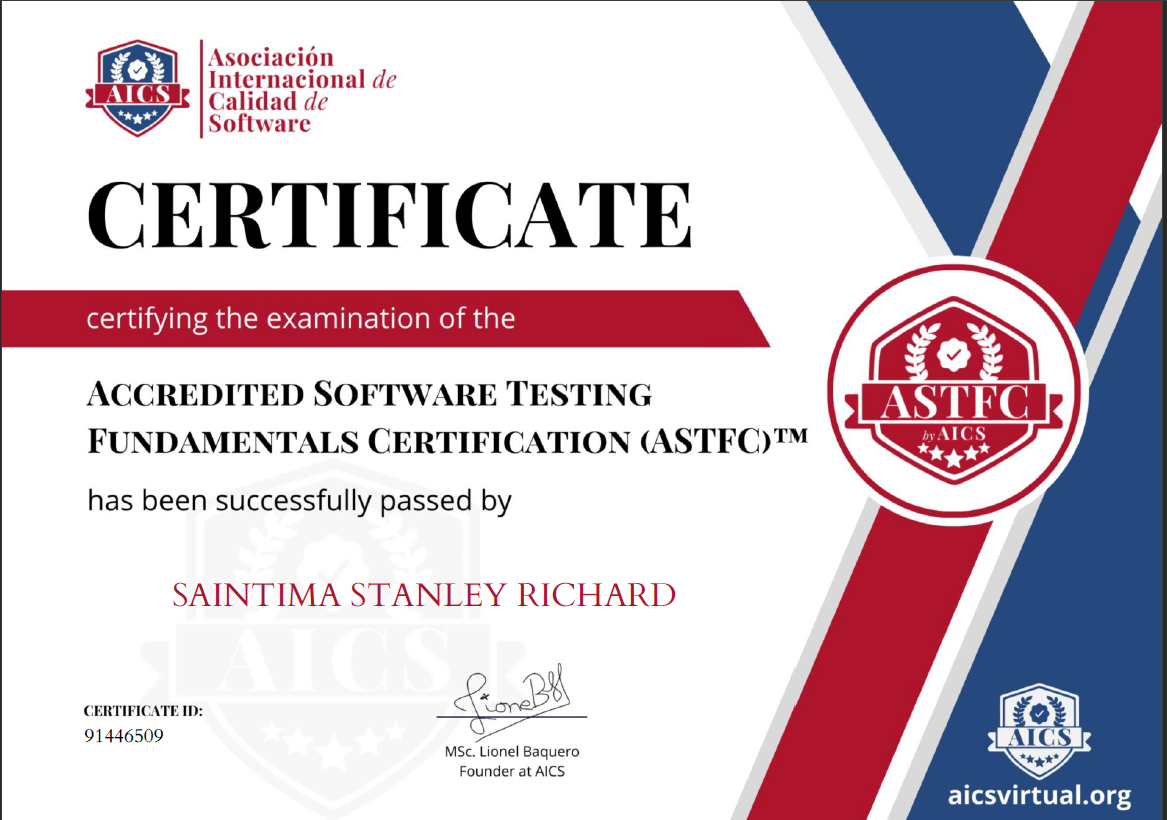 AICS
Asociación
Internacional de
Calidad de
Software
CERTIFICATE
certifying the examination of the
ACCREDITED SOFTWARE TESTING
FUNDAMENTALS CERTIFICATION (ASTFC)™
ASTFC
by AICS
has been successfully passed by
SAINTIMA STANLEY RICHARD
AICS
CERTIFICATE ID:
91446509
LioneB
MSc. Lionel Baquero
Founder at AICS
AICS
aicsvirtual.org